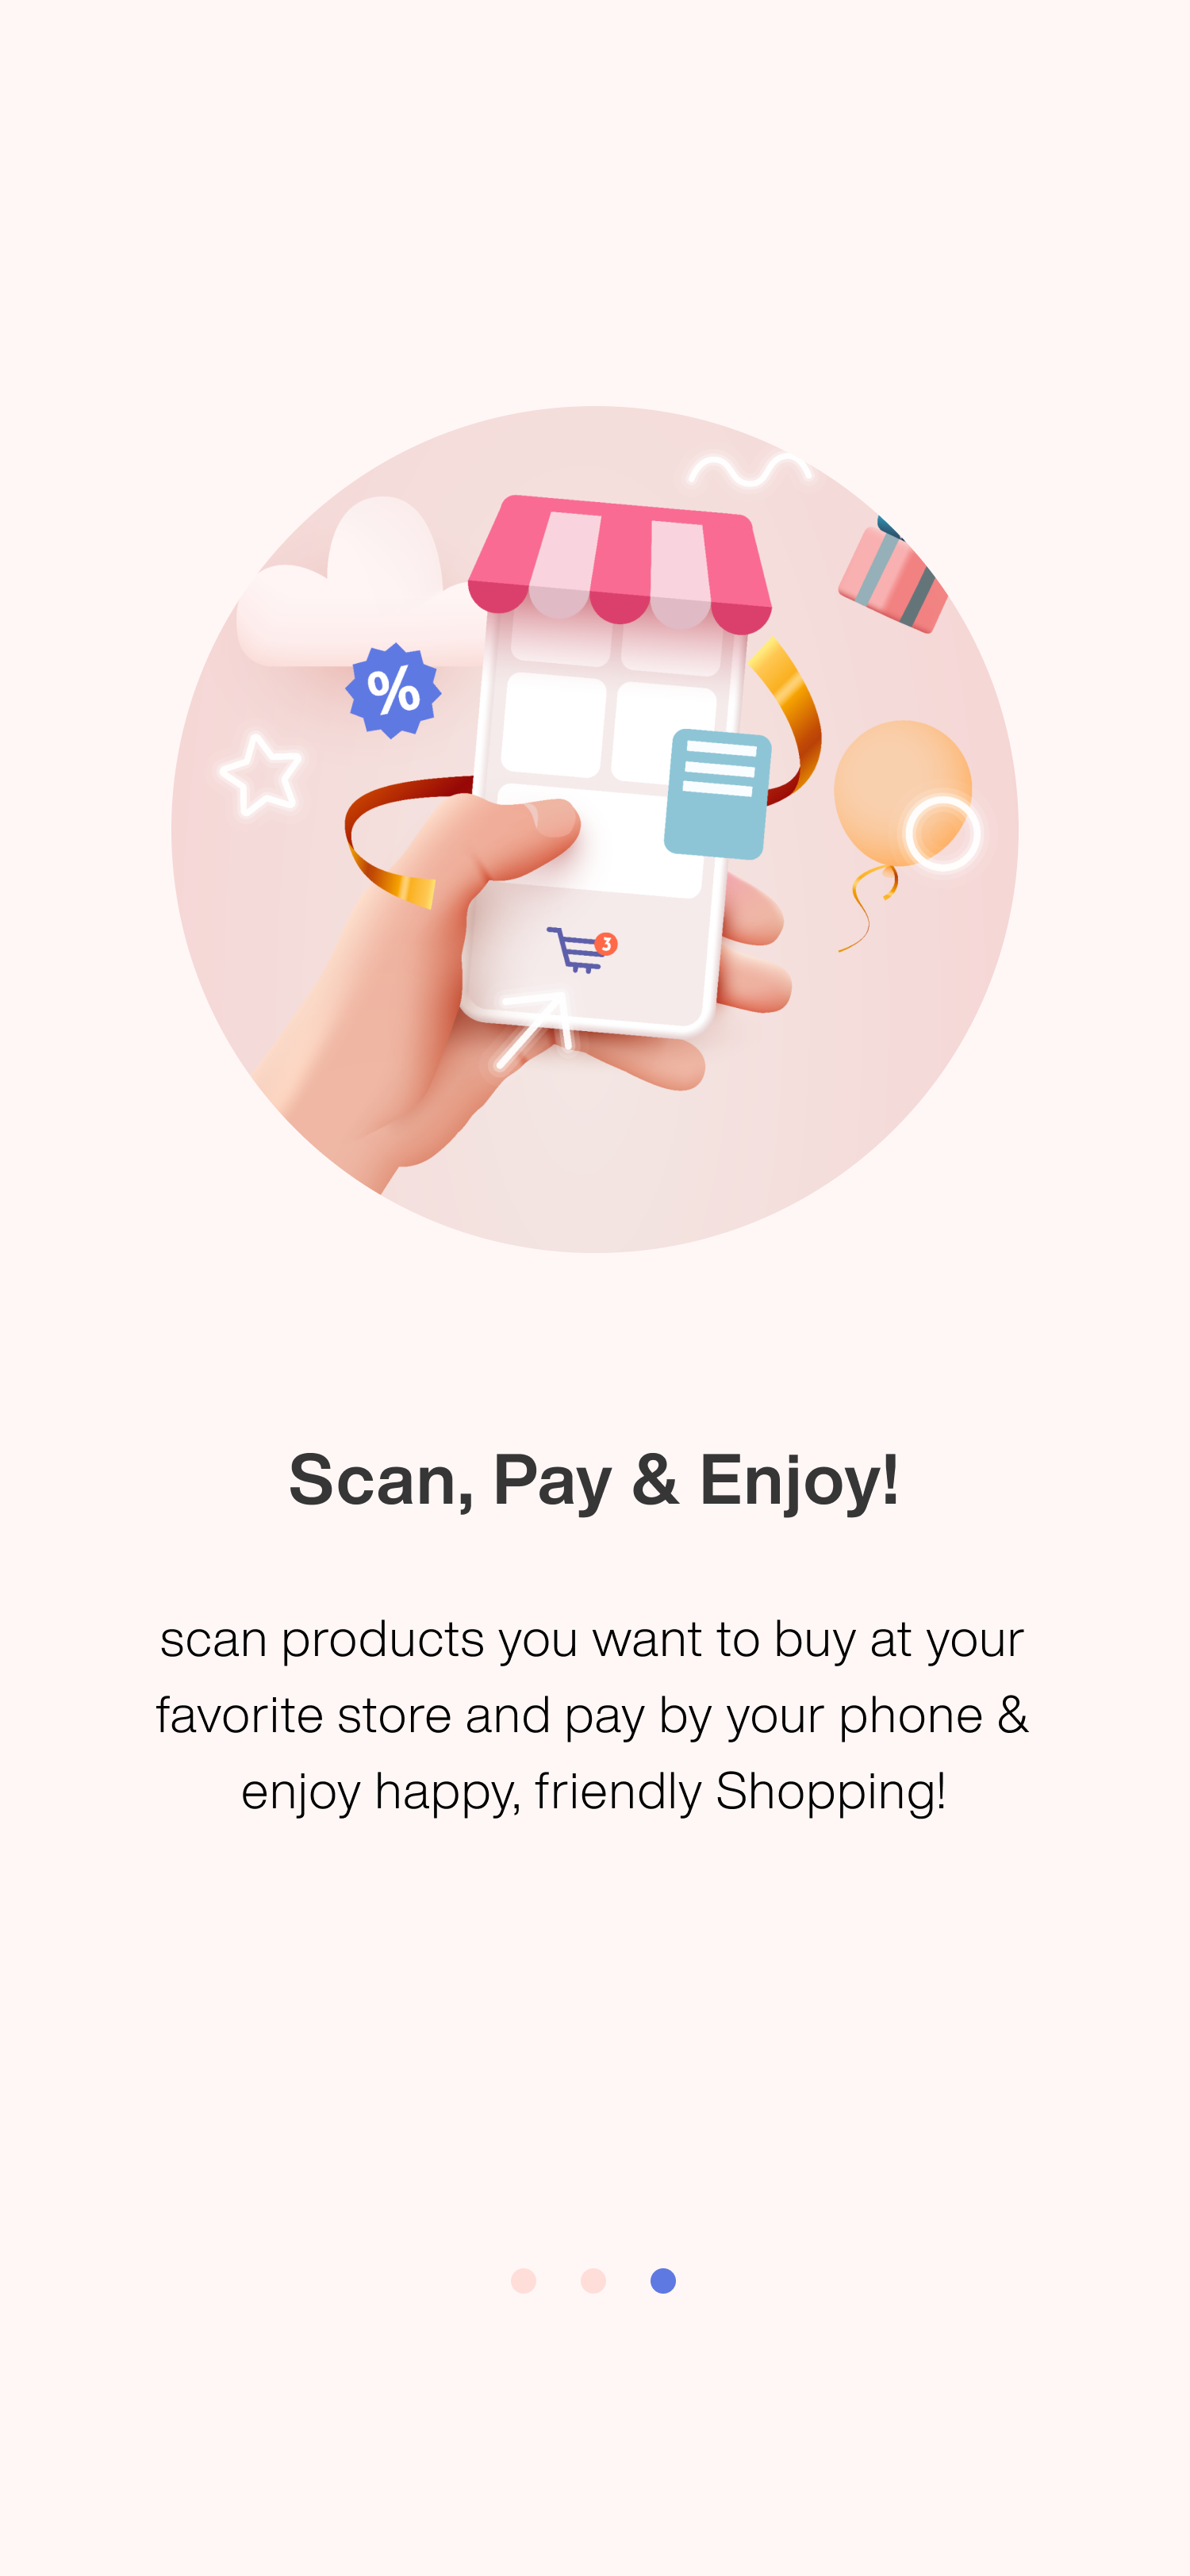 %
3
Scan, Pay & Enjoy!
scan products you want to buy at your
favorite store and pay by your phone &
enjoy happy, friendly Shopping!